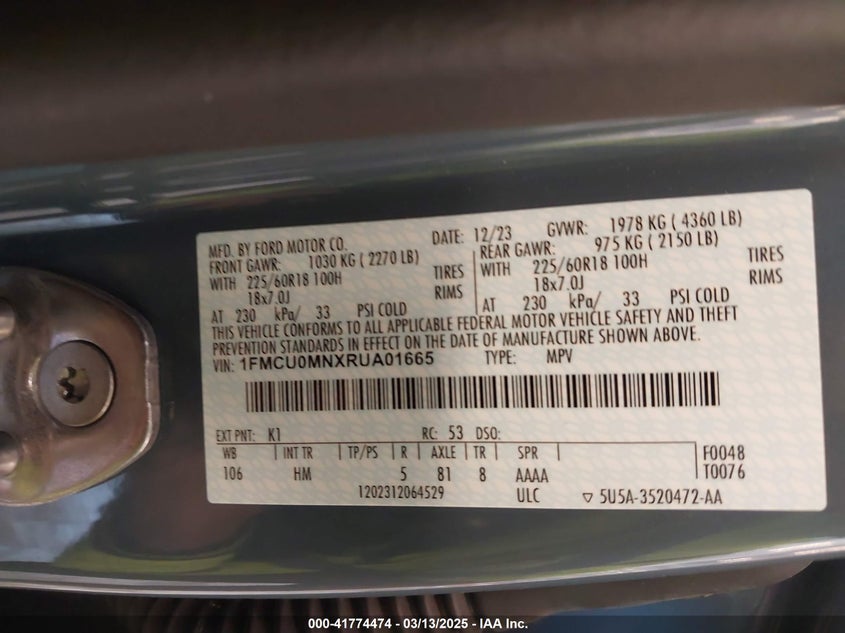 MFD. BY FORD MOTOR CO. DATE: 12/23 GVWR: 1978 KG ( 4360 LB)
FRONT GAWR: 1030 KG ( 2270 LB) REAR GAWR: 975 KG ( 2150 LB)
WITH 225/60R18 100H TIRES WITH 225/60R18 100H TIRES
18x7.0J RIMS 18x7.0J RIMS
AT 230 kPa/ 33 PSI COLD AT 230 kPa/ 33 PSI COLD
THIS VEHICLE CONFORMS TO ALL APPLICABLE FEDERAL MOTOR VEHICLE SAFETY AND THEFT
PREVENTION STANDARDS IN EFFECT ON THE DATE OF MANUFACTURE SHOWN ABOVE.
VIN: 1FMCU0MNXRUA01665 TYPE: MPV
EXT PNT: K1 RC: 53 DSO:
WB INT TR TP/PS R AXLE TR SPR F0048
106 HM 5 81 8 AAAA T0076
1202312064529 ULC ▽ 5U5A-3520472-AA
000-41774474 - 03/13/2025 - IAA Inc.